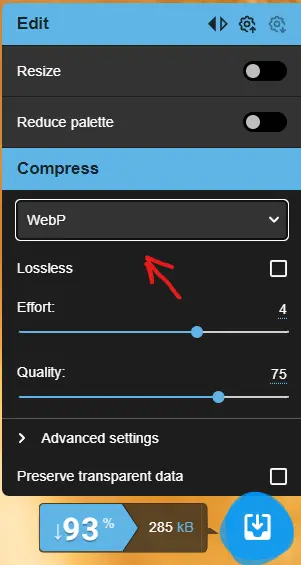 Edit
Resize
Reduce palette
Compress
WebP
Lossless
Effort: 4
Quality: 75
Advanced settings
Preserve transparent data
↓93 % 285 kB